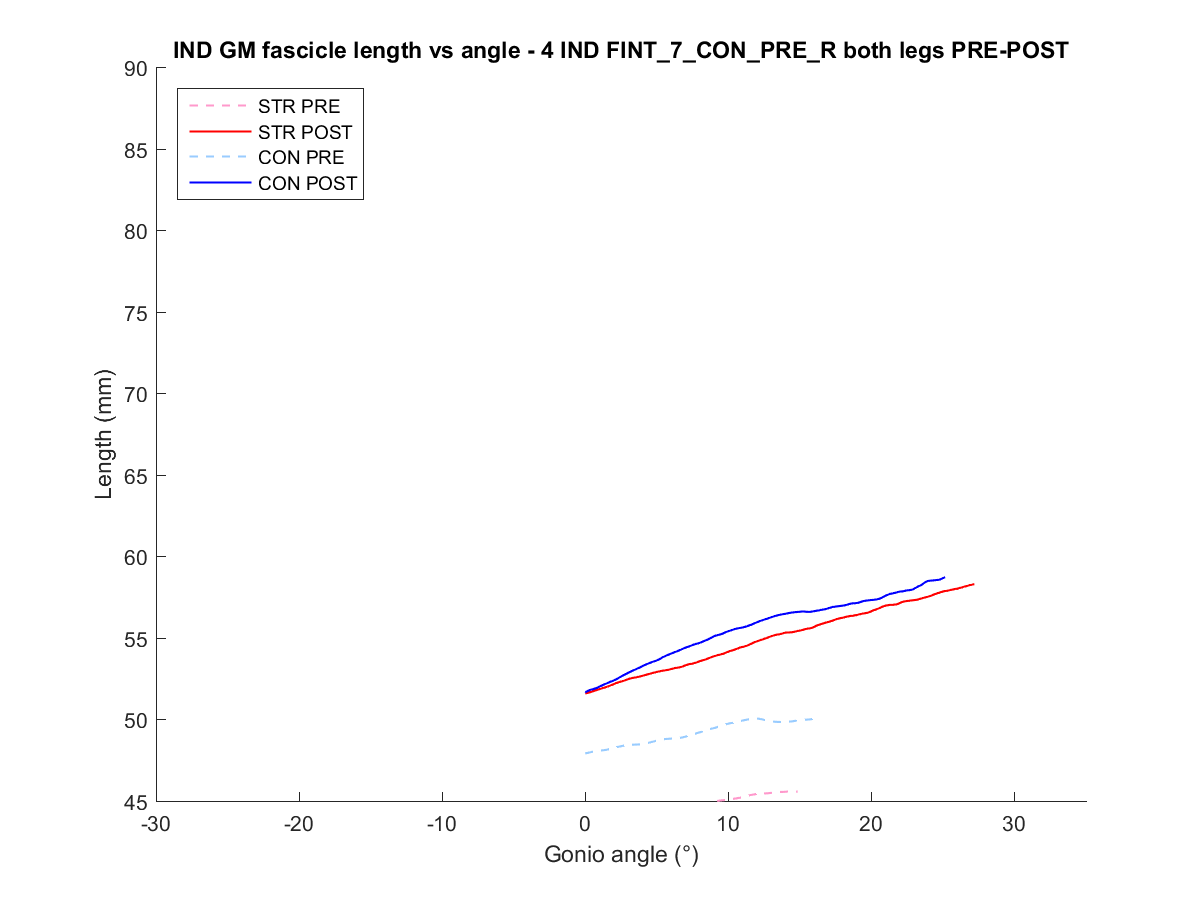 IND GM fascicle length vs angle - 4 IND FINT_7_CON_PRE_R both legs PRE-POST
90
85
80
75
70
65
60
55
50
45
STR PRE
STR POST
CON PRE
CON POST
Length (mm)
-30
-20
-10
0
10
20
30
Gonio angle (°)